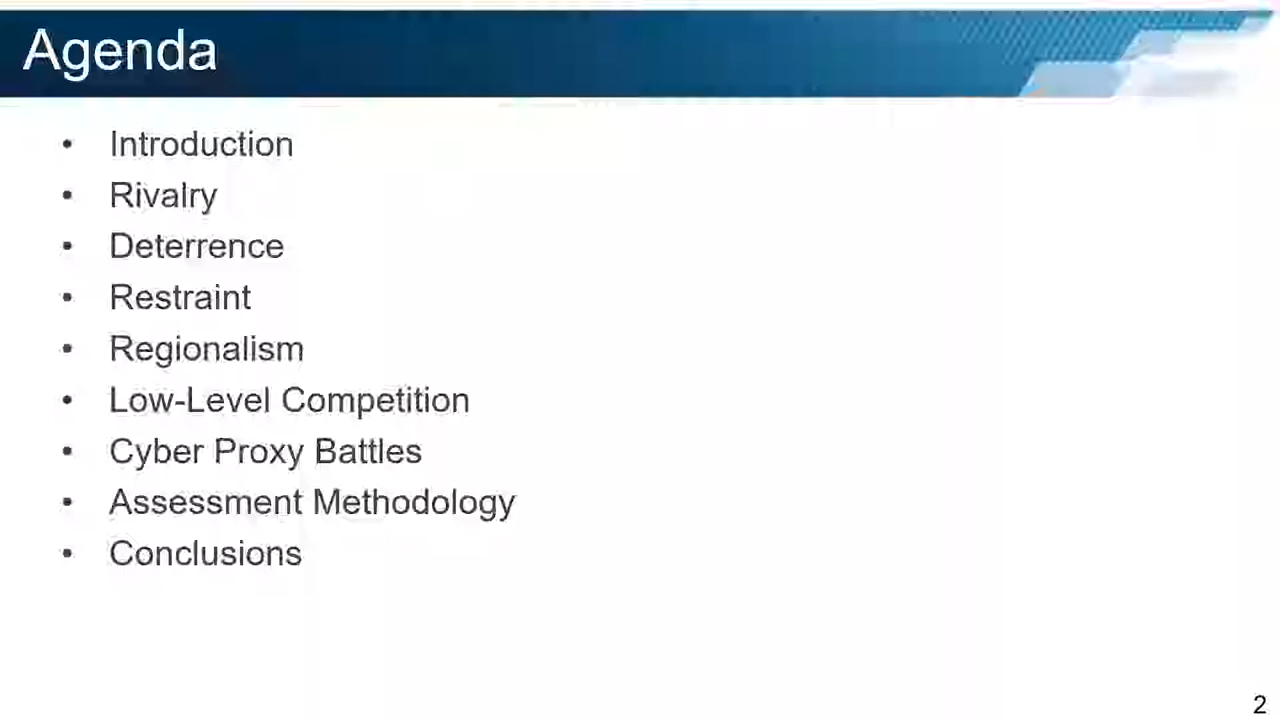 Agenda
• Introduction
• Rivalry
• Deterrence
• Restraint
• Regionalism
• Low-Level Competition
• Cyber Proxy Battles
• Assessment Methodology
• Conclusions
2